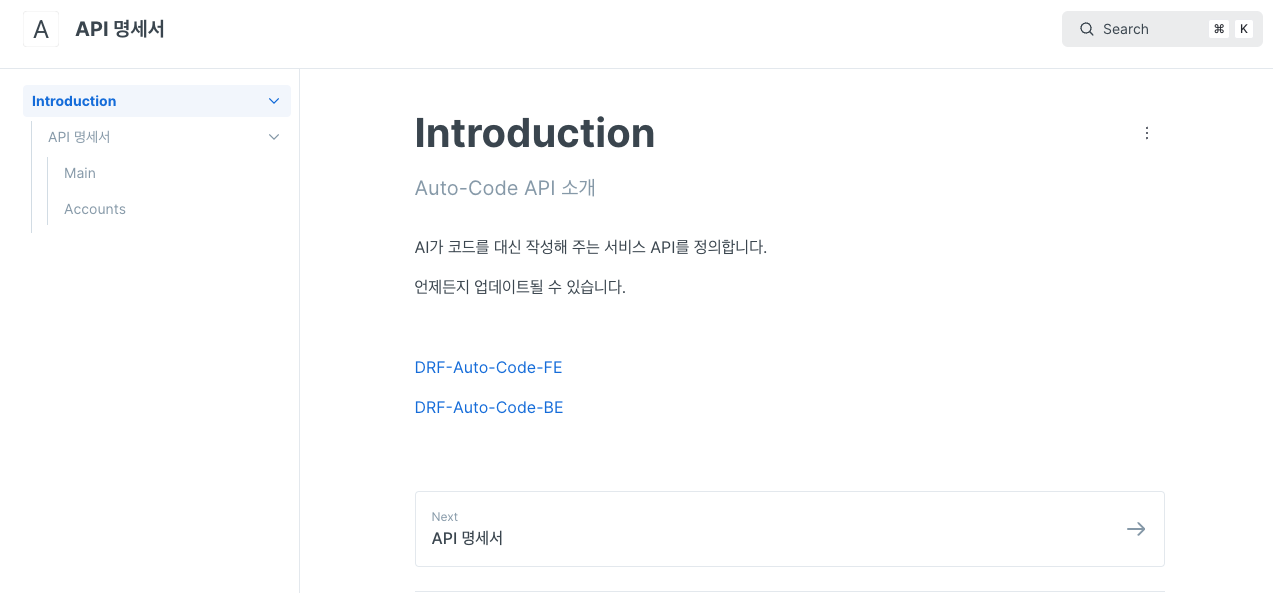 A
API 명세서
Search
⌘ K
Introduction
API 명세서
Main
Accounts
Introduction
Auto-Code API 소개
AI가 코드를 대신 작성해 주는 서비스 API를 정의합니다.
언제든지 업데이트될 수 있습니다.
DRF-Auto-Code-FE
DRF-Auto-Code-BE
Next
API 명세서